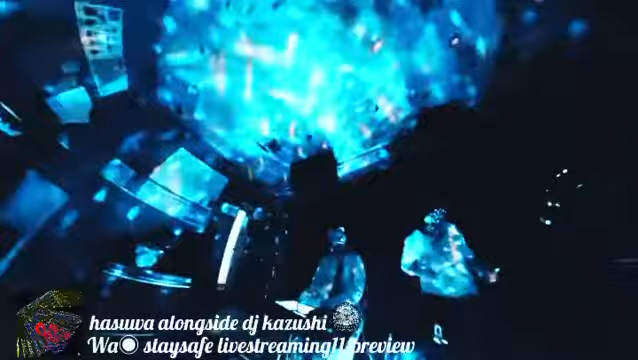 hasuwa alongside dj kazushi
Wa◉ staysafe livestreaming11 preview